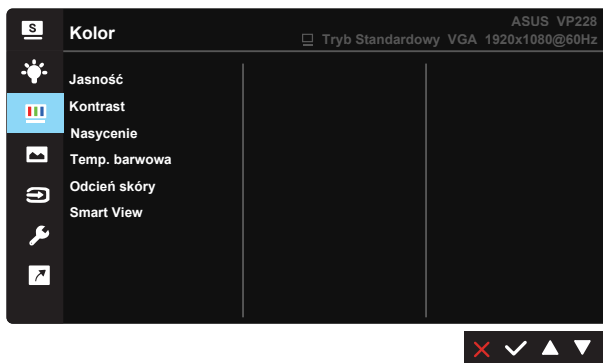 S
Kolor
ASUS VP228
Tryb Standardowy VGA 1920x1080@60Hz
Jasność
Kontrast
Nasycenie
Temp. barwowa
Odcień skóry
Smart View